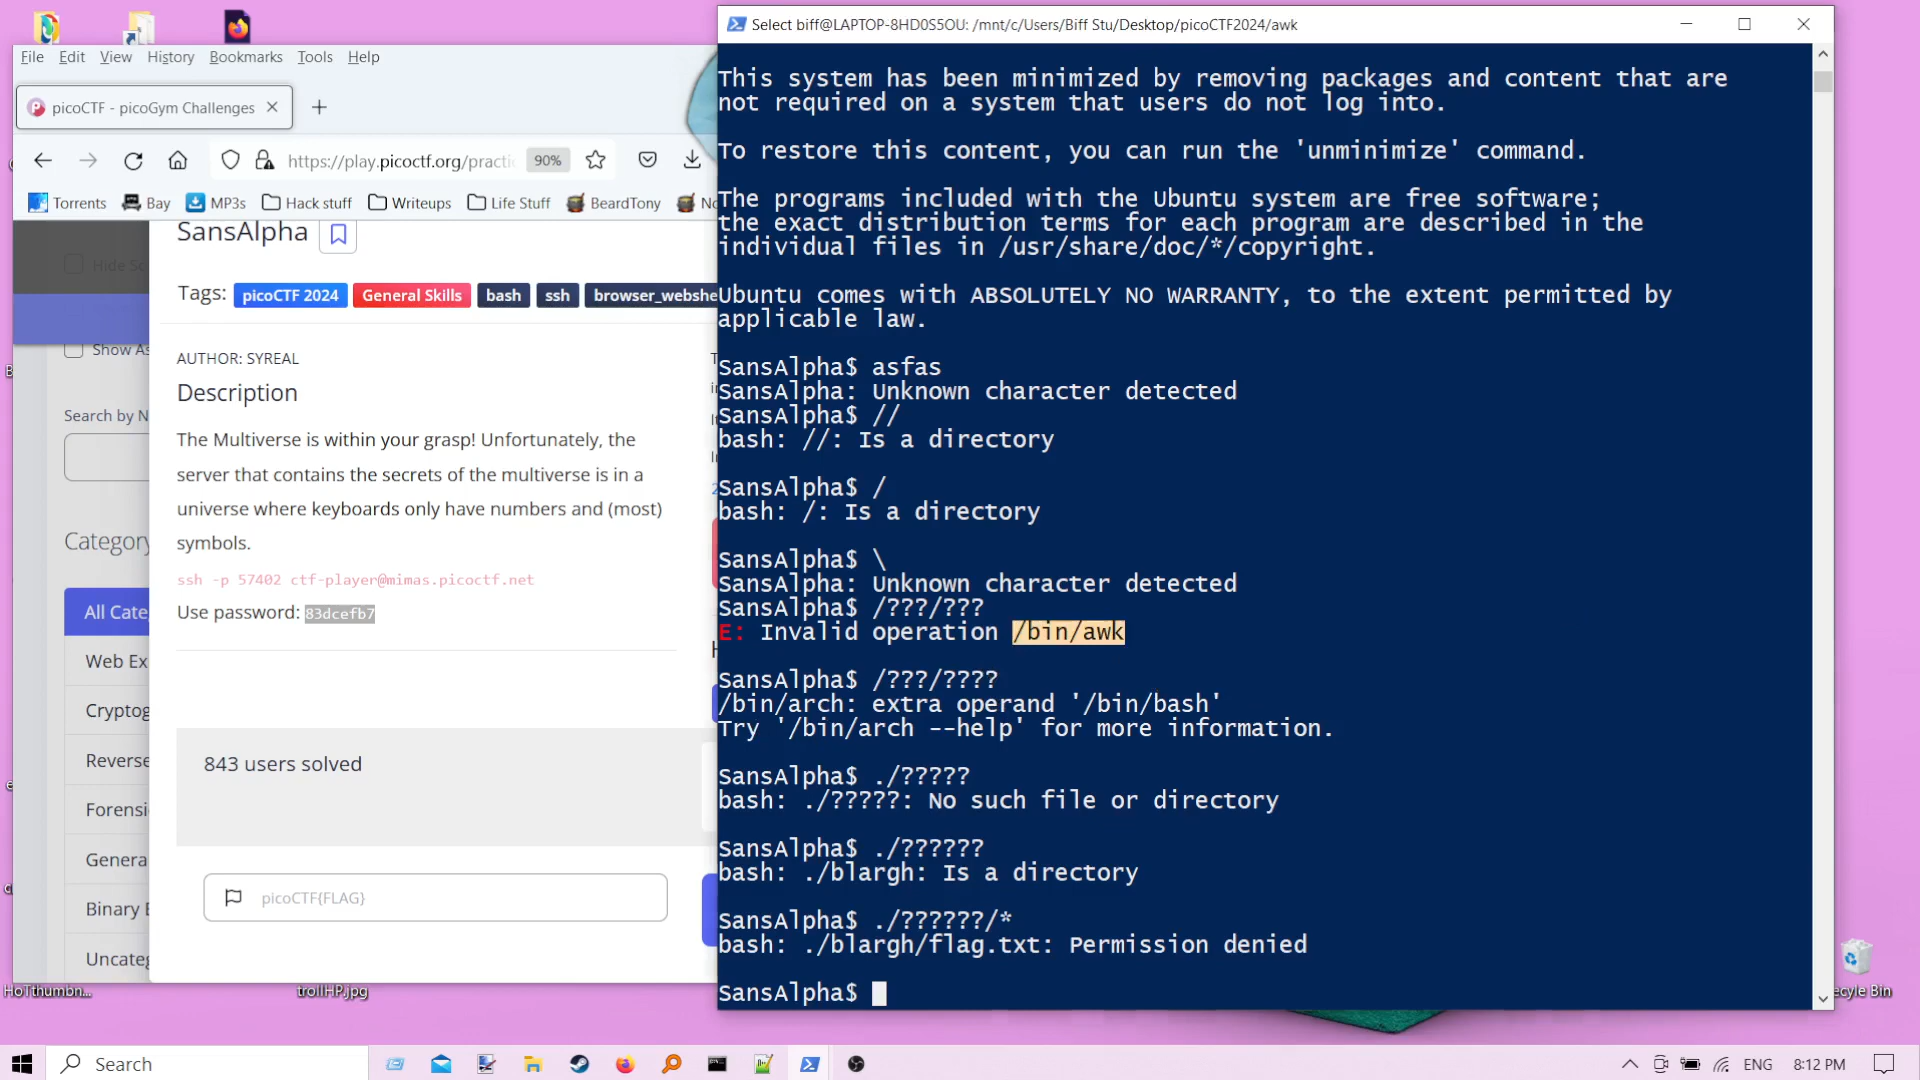 Select biff@LAPTOP-8HD0S5OU: /mnt/c/Users/Biff Stu/Desktop/picoCTF2024/awk
File Edit View History Bookmarks Tools Help
picoCTF - picoGym Challenges
https://play.picoctf.org/practi
90%
Torrents Bay MP3s Hack stuff Writeups Life Stuff BeardTony
SansAlpha
Tags: picoCTF 2024 General Skills bash ssh browser_webshe
Show As
AUTHOR: SYREAL
Description
Search by N
The Multiverse is within your grasp! Unfortunately, the
server that contains the secrets of the multiverse is in a
universe where keyboards only have numbers and (most)
symbols.
ssh -p 57402 ctf-player@mimas.picoctf.net
Use password: 83dcefb7
Category
All Cate
Web Ex
Cryptog
Reverse
Forensi
Genera
Binary E
Uncateg
843 users solved
picoCTF{FLAG}
This system has been minimized by removing packages and content that are
not required on a system that users do not log into.
To restore this content, you can run the 'unminimize' command.
The programs included with the Ubuntu system are free software;
the exact distribution terms for each program are described in the
individual files in /usr/share/doc/*/copyright.
Ubuntu comes with ABSOLUTELY NO WARRANTY, to the extent permitted by
applicable law.
SansAlpha$ asfas
SansAlpha: Unknown character detected
SansAlpha$ //
bash: //: Is a directory
SansAlpha$ /
bash: /: Is a directory
SansAlpha$ \
SansAlpha: Unknown character detected
SansAlpha$ /???/???
E: Invalid operation /bin/awk
SansAlpha$ /???/????
/bin/arch: extra operand '/bin/bash'
Try '/bin/arch --help' for more information.
SansAlpha$ ./?????
bash: ./?????: No such file or directory
SansAlpha$ ./??????
bash: ./blargh: Is a directory
SansAlpha$ ./??????/*
bash: ./blargh/flag.txt: Permission denied
SansAlpha$
HoTthumbn...
trollHP.jpg
ecycle Bin
Search
ENG
8:12 PM